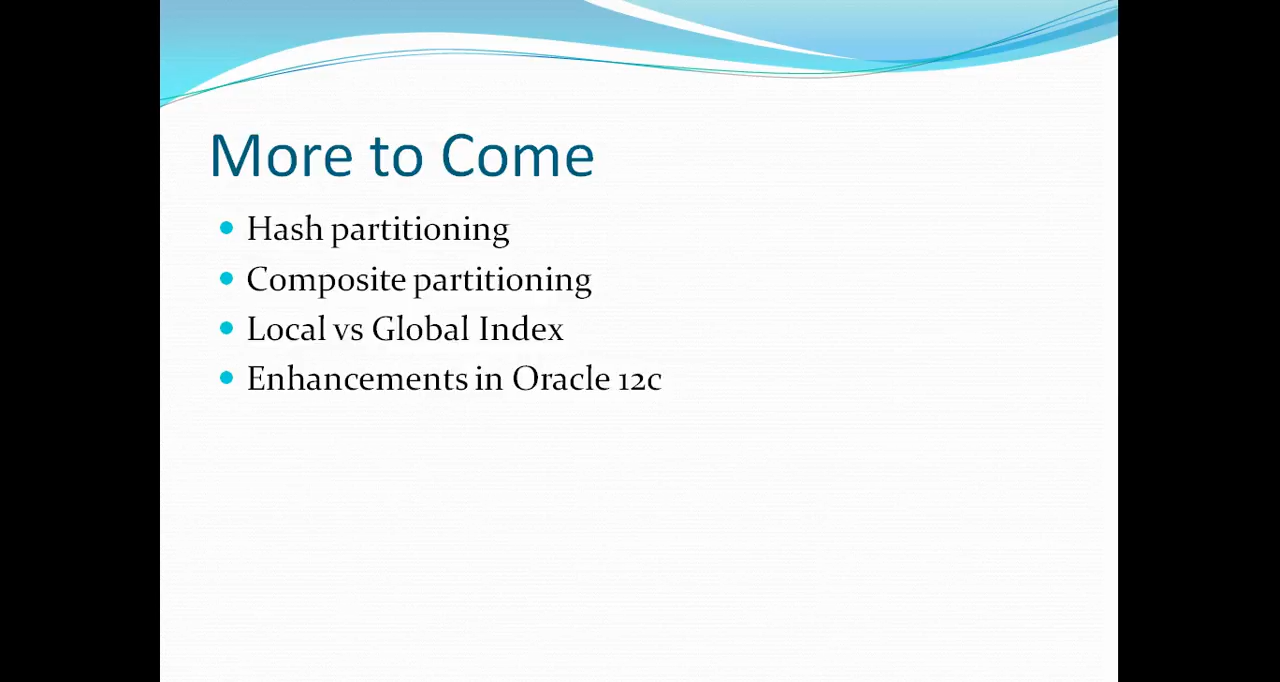 More to Come
Hash partitioning
Composite partitioning
Local vs Global Index
Enhancements in Oracle 12c